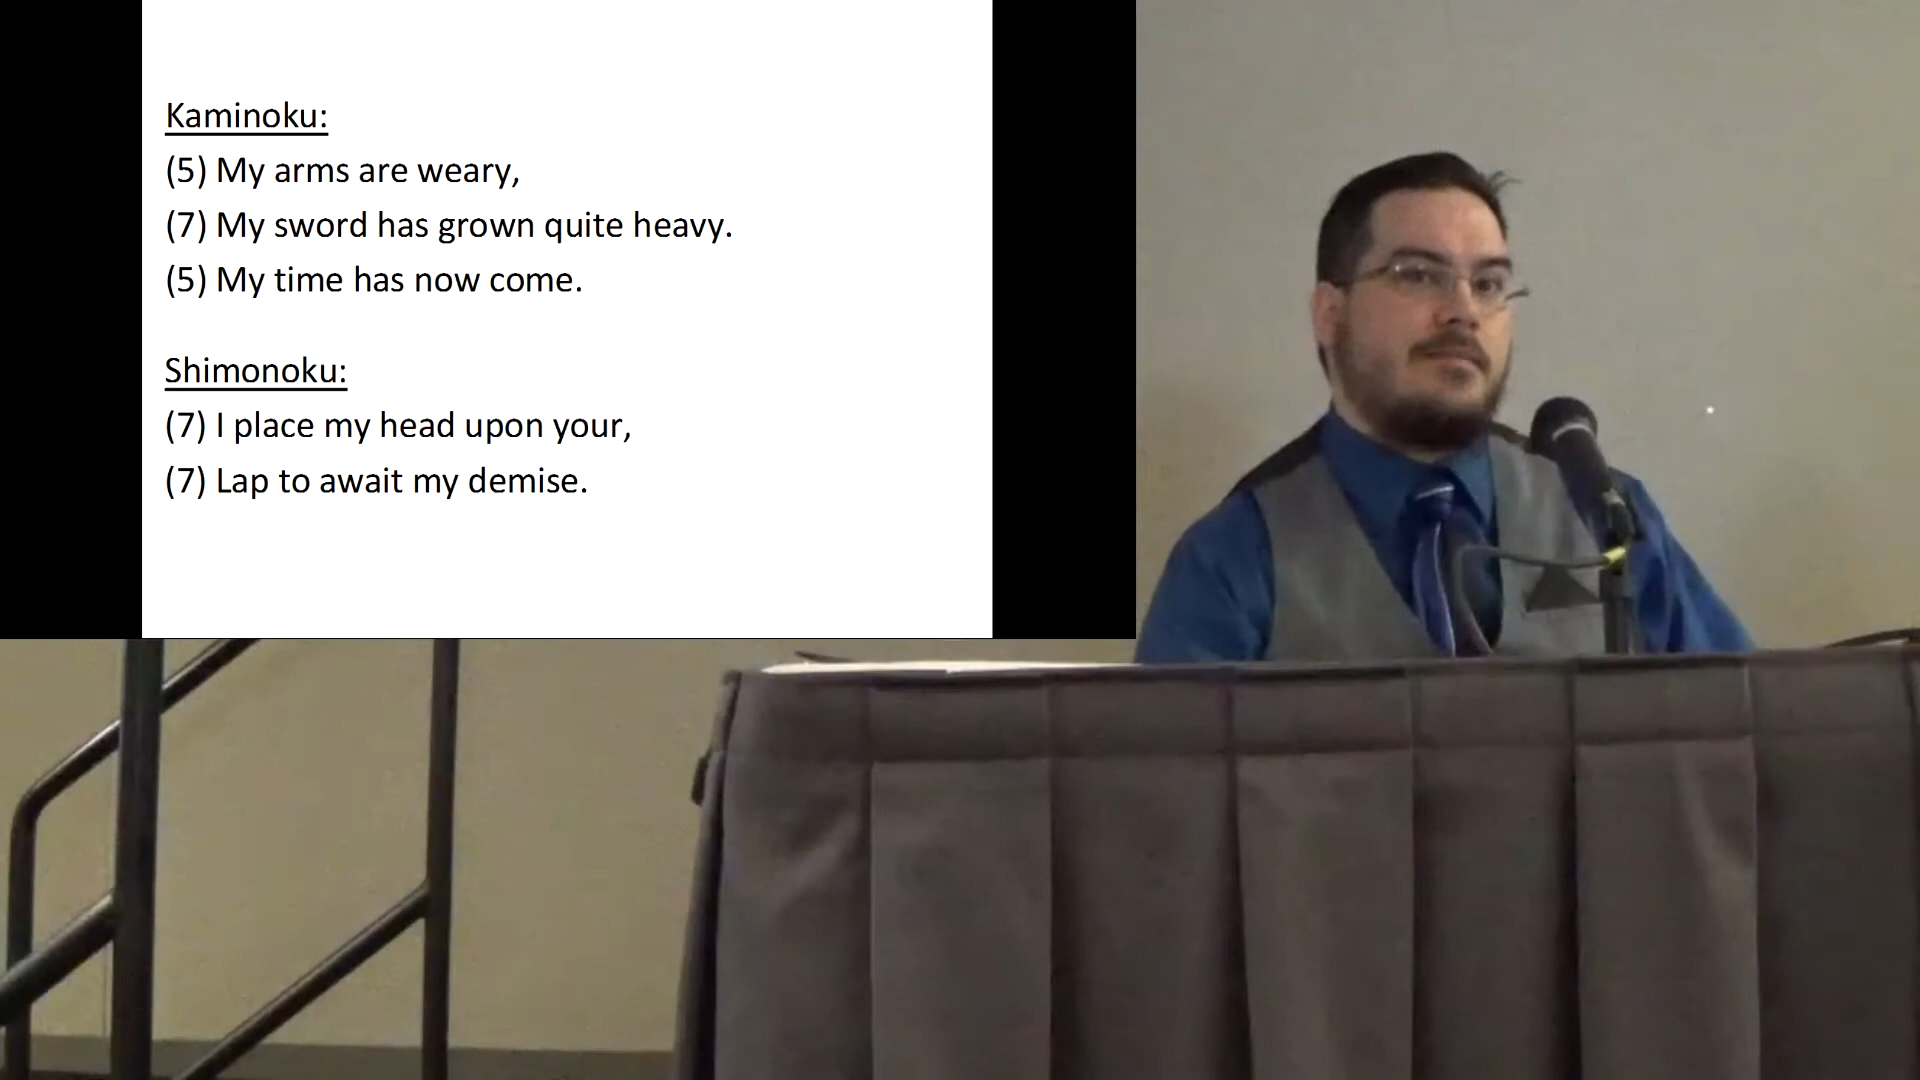 Kaminoku:
(5) My arms are weary,
(7) My sword has grown quite heavy.
(5) My time has now come.
Shimonoku:
(7) I place my head upon your,
(7) Lap to await my demise.